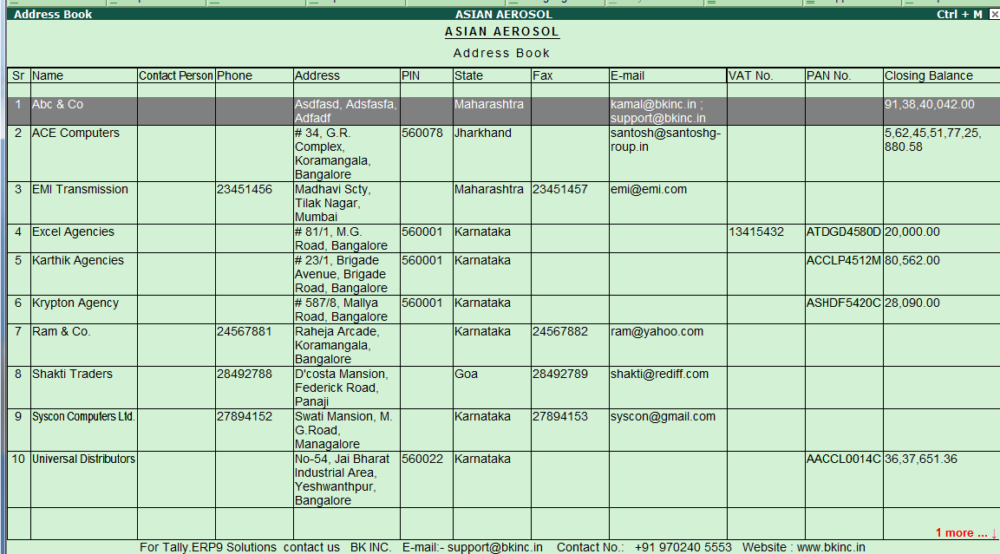 Address Book ASIAN AEROSOL Ctrl + M
ASIAN AEROSOL
Address Book
Sr Name Contact Person Phone Address PIN State Fax E-mail VAT No. PAN No. Closing Balance
1 Abc & Co Asdfasd, Adsfasfa, Maharashtra kamal@bkinc.in ; 91,38,40,042.00
Adfadf support@bkinc.in
2 ACE Computers # 34, G.R. 560078 Jharkhand santosh@santoshg- 5,62,45,51,77,25,
Complex, roup.in 880.58
Koramangala,
Bangalore
3 EMI Transmission 23451456 Madhavi Scty, Maharashtra 23451457 emi@emi.com
Tilak Nagar,
Mumbai
4 Excel Agencies # 81/1, M.G. 560001 Karnataka 13415432 ATDGD4580D 20,000.00
Road, Bangalore
5 Karthik Agencies # 23/1, Brigade 560001 Karnataka ACCLP4512M 80,562.00
Avenue, Brigade
Road, Bangalore
6 Krypton Agency # 587/8, Mallya 560001 Karnataka ASHDF5420C 28,090.00
Road, Bangalore
7 Ram & Co. 24567881 Raheja Arcade, Karnataka 24567882 ram@yahoo.com
Koramangala,
Bangalore
8 Shakti Traders 28492788 D'costa Mansion, Goa 28492789 shakti@rediff.com
Federick Road,
Panaji
9 Syscon Computers Ltd. 27894152 Swati Mansion, M. Karnataka 27894153 syscon@gmail.com
G.Road,
Managalore
10 Universal Distributors No-54, Jai Bharat 560022 Karnataka AACCL0014C 36,37,651.36
Industrial Area,
Yeshwanthpur,
Bangalore
1 more ... ↓
For Tally.ERP9 Solutions contact us BK INC. E-mail:- support@bkinc.in Contact No.: +91 970240 5553 Website : www.bkinc.in